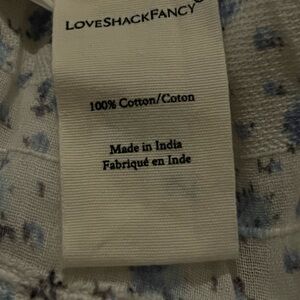 LOVESHACKFANCY®
100% Cotton/Coton
Made in India
Fabriqué en Inde